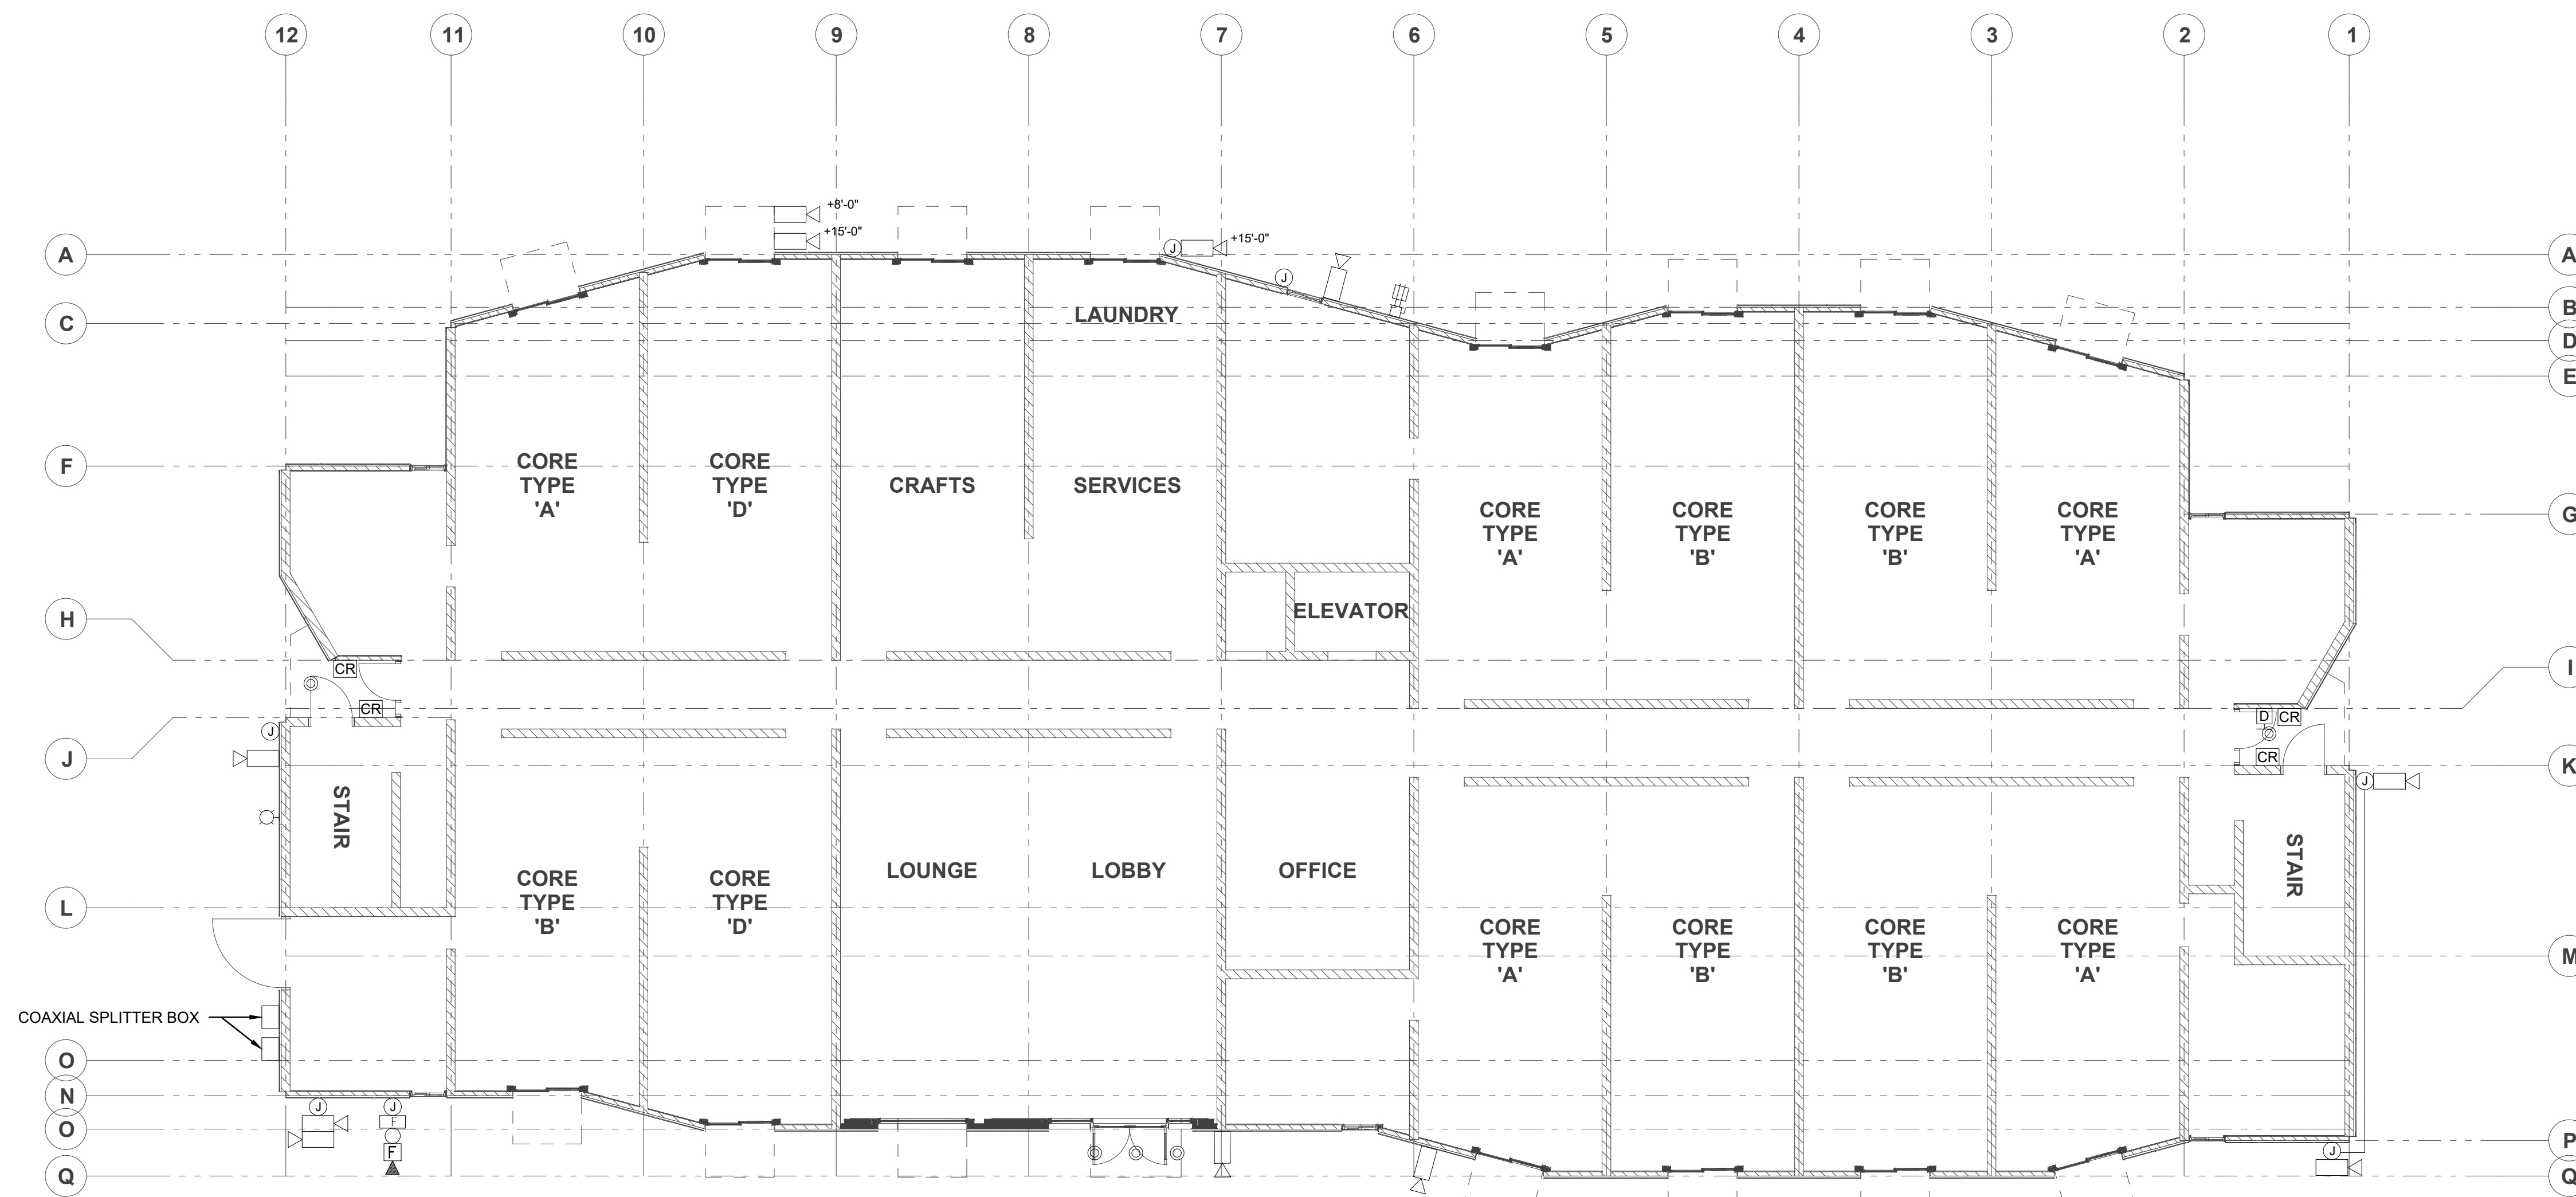 12 11 10 9 8 7 6 5 4 3 2 1
+8'-0"
+15'-0"
J +15'-0"
A
A
J
B
C
LAUNDRY
D
E
F
CORE
TYPE
'A'
CORE
TYPE
'D'
CRAFTS
SERVICES
CORE
TYPE
'A'
CORE
TYPE
'B'
CORE
TYPE
'B'
CORE
TYPE
'A'
G
H
ELEVATOR
CR
CR
I
D CR
CR
J
J
K
J
STAIR
STAIR
CORE
TYPE
'B'
CORE
TYPE
'D'
LOUNGE
LOBBY
OFFICE
L
CORE
TYPE
'A'
CORE
TYPE
'B'
CORE
TYPE
'B'
CORE
TYPE
'A'
M
COAXIAL SPLITTER BOX
O
N
J
J
F
O
F
P
J
Q
Q